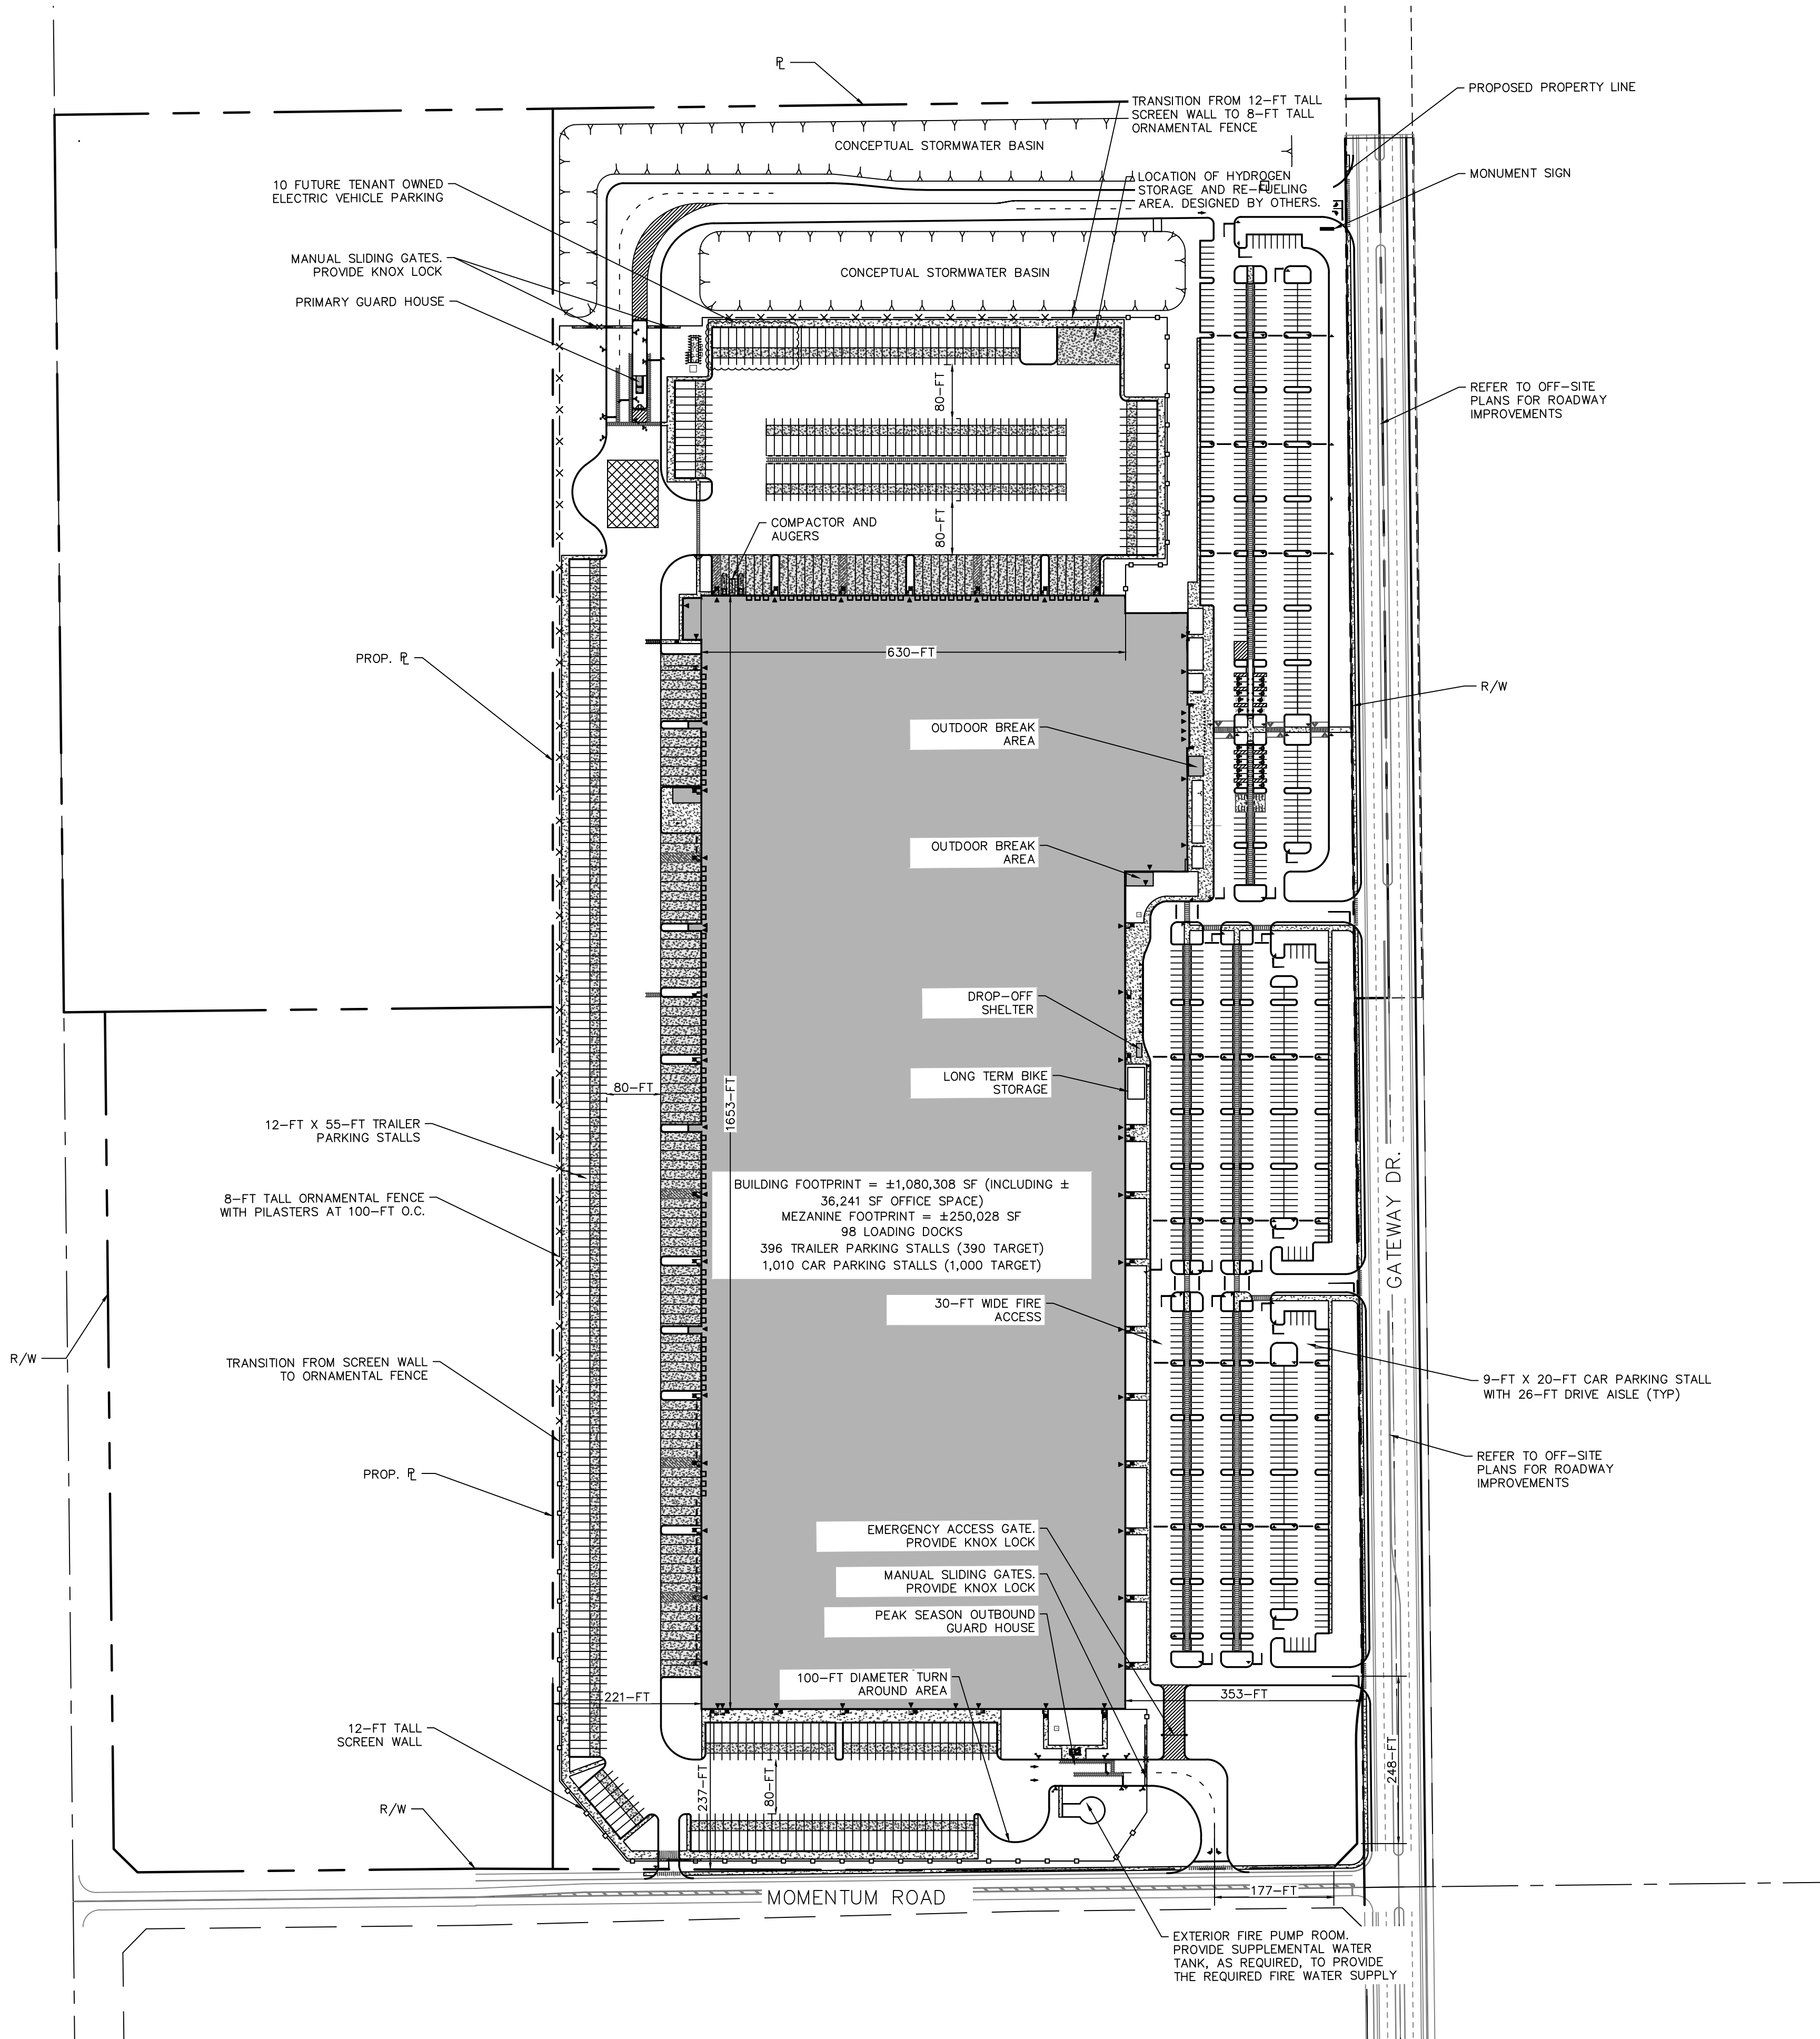 PL
TRANSITION FROM 12-FT TALL
SCREEN WALL TO 8-FT TALL
ORNAMENTAL FENCE
PROPOSED PROPERTY LINE
CONCEPTUAL STORMWATER BASIN
MONUMENT SIGN
10 FUTURE TENANT OWNED
ELECTRIC VEHICLE PARKING
LOCATION OF HYDROGEN
STORAGE AND RE-FUELING
AREA. DESIGNED BY OTHERS.
MANUAL SLIDING GATES.
PROVIDE KNOX LOCK
CONCEPTUAL STORMWATER BASIN
PRIMARY GUARD HOUSE
80-FT
REFER TO OFF-SITE
PLANS FOR ROADWAY
IMPROVEMENTS
80-FT
COMPACTOR AND
AUGERS
PROP. PL
630-FT
R/W
OUTDOOR BREAK
AREA
OUTDOOR BREAK
AREA
DROP-OFF
SHELTER
80-FT
1653-FT
LONG TERM BIKE
STORAGE
12-FT X 55-FT TRAILER
PARKING STALLS
8-FT TALL ORNAMENTAL FENCE
WITH PILASTERS AT 100-FT O.C.
BUILDING FOOTPRINT = ±1,080,308 SF (INCLUDING ±
36,241 SF OFFICE SPACE)
MEZANINE FOOTPRINT = ±250,028 SF
98 LOADING DOCKS
396 TRAILER PARKING STALLS (390 TARGET)
1,010 CAR PARKING STALLS (1,000 TARGET)
GATEWAY DR.
30-FT WIDE FIRE
ACCESS
R/W
TRANSITION FROM SCREEN WALL
TO ORNAMENTAL FENCE
9-FT X 20-FT CAR PARKING STALL
WITH 26-FT DRIVE AISLE (TYP)
PROP. PL
REFER TO OFF-SITE
PLANS FOR ROADWAY
IMPROVEMENTS
EMERGENCY ACCESS GATE.
PROVIDE KNOX LOCK
MANUAL SLIDING GATES.
PROVIDE KNOX LOCK
PEAK SEASON OUTBOUND
GUARD HOUSE
100-FT DIAMETER TURN
AROUND AREA
221-FT
353-FT
12-FT TALL
SCREEN WALL
237-FT
80-FT
248-FT
R/W
MOMENTUM ROAD
177-FT
EXTERIOR FIRE PUMP ROOM.
PROVIDE SUPPLEMENTAL WATER
TANK, AS REQUIRED, TO PROVIDE
THE REQUIRED FIRE WATER SUPPLY